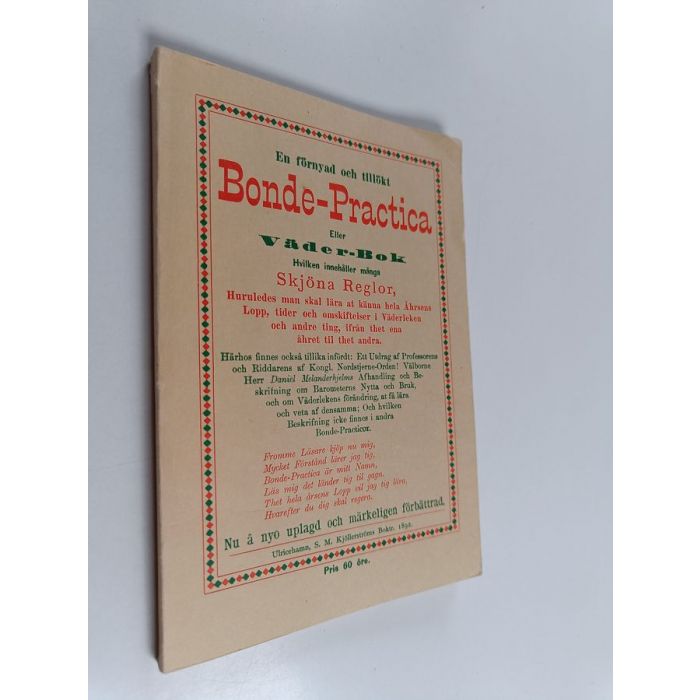 En förnyad och tillökt
Bonde-Practica
Eller
Väder-Bok
Hvilken innehåller många
Skjöna Reglor,
Huruledes man skal lära at känna hela Åhrsens
Lopp, tider och omskiftelser i Väderleken
och andre ting, ifrån thet ena
åhret til thet andra.
Härhos finnes också tillika infördt: Ett Utdrag af Professorens
och Riddarens af Kongl. Nordstjerne-Orden! Välborne
Herr Daniel Melanderhjelms Afhandling och Be-
skrifning om Barometerns Nytta och Bruk,
och om Väderlekens förändring, at få lära
och veta af densamma; Och hvilken
Beskrifning icke finnes i andra
Bonde-Practicor.
Fromme Läsare kjöp nu mig,
Mycket Förstånd lärer jag tig,
Bonde-Practica är mitt Namn,
Läs mig det länder tig til gagn.
Thet hela årsens Lopp vil jag tig lära,
Hvarefter du dig skal regera.
Nu å nyo uplagd och märkeligen förbättrad.
Ulricehamn, S. M. Kjöllerströms Boktr. 1892.
Pris 60 öre.